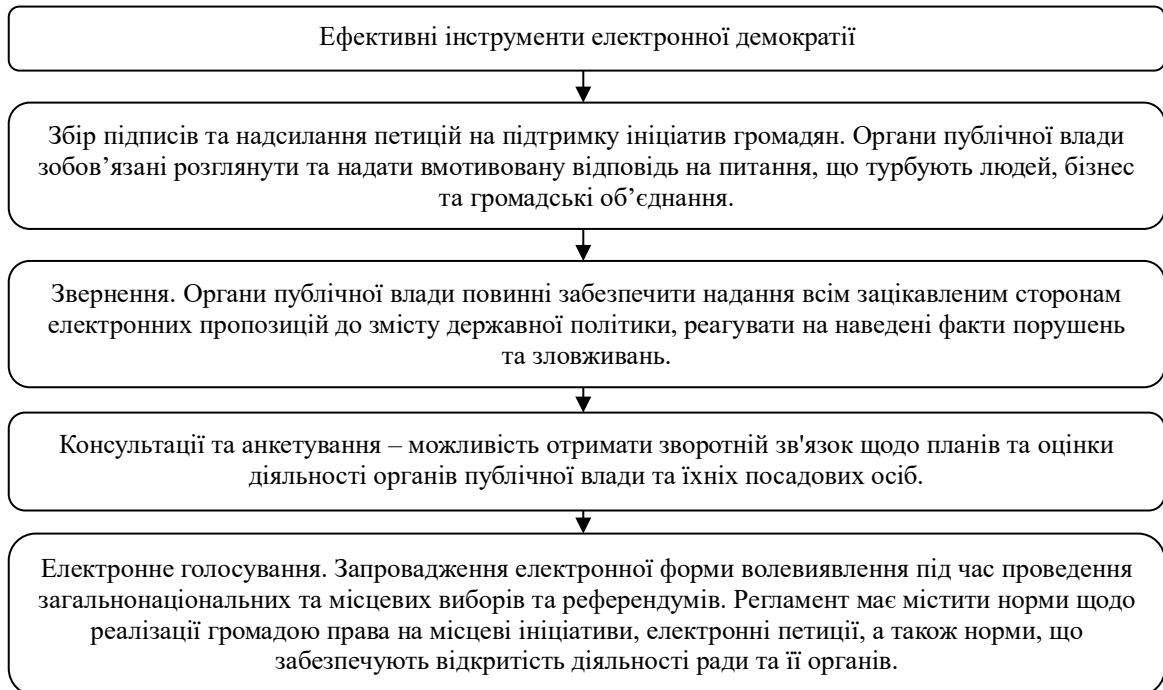 Ефективні інструменти електронної демократії
Збір підписів та надсилання петицій на підтримку ініціатив громадян. Органи публічної влади
зобов’язані розглянути та надати вмотивовану відповідь на питання, що турбують людей, бізнес
та громадські об’єднання.
Звернення. Органи публічної влади повинні забезпечити надання всім зацікавленим сторонам
електронних пропозицій до змісту державної політики, реагувати на наведені факти порушень
та зловживань.
Консультації та анкетування – можливість отримати зворотній зв'язок щодо планів та оцінки
діяльності органів публічної влади та їхніх посадових осіб.
Електронне голосування. Запровадження електронної форми волевиявлення під час проведення
загальнонаціональних та місцевих виборів та референдумів. Регламент має містити норми щодо
реалізації громадою права на місцеві ініціативи, електронні петиції, а також норми, що
забезпечують відкритість діяльності ради та її органів.